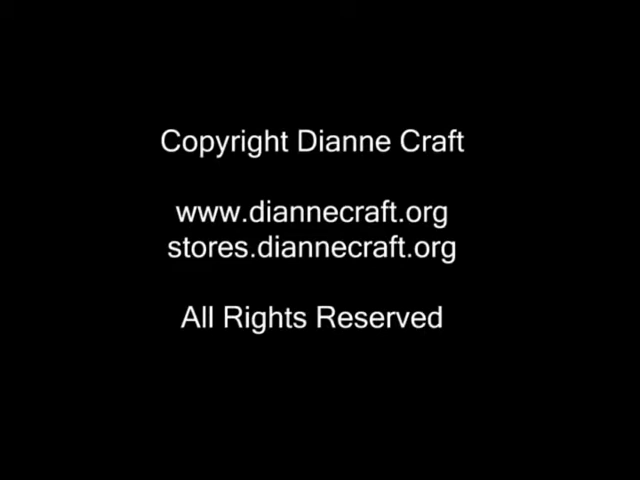 Copyright Dianne Craft
www.diannecraft.org
stores.diannecraft.org
All Rights Reserved